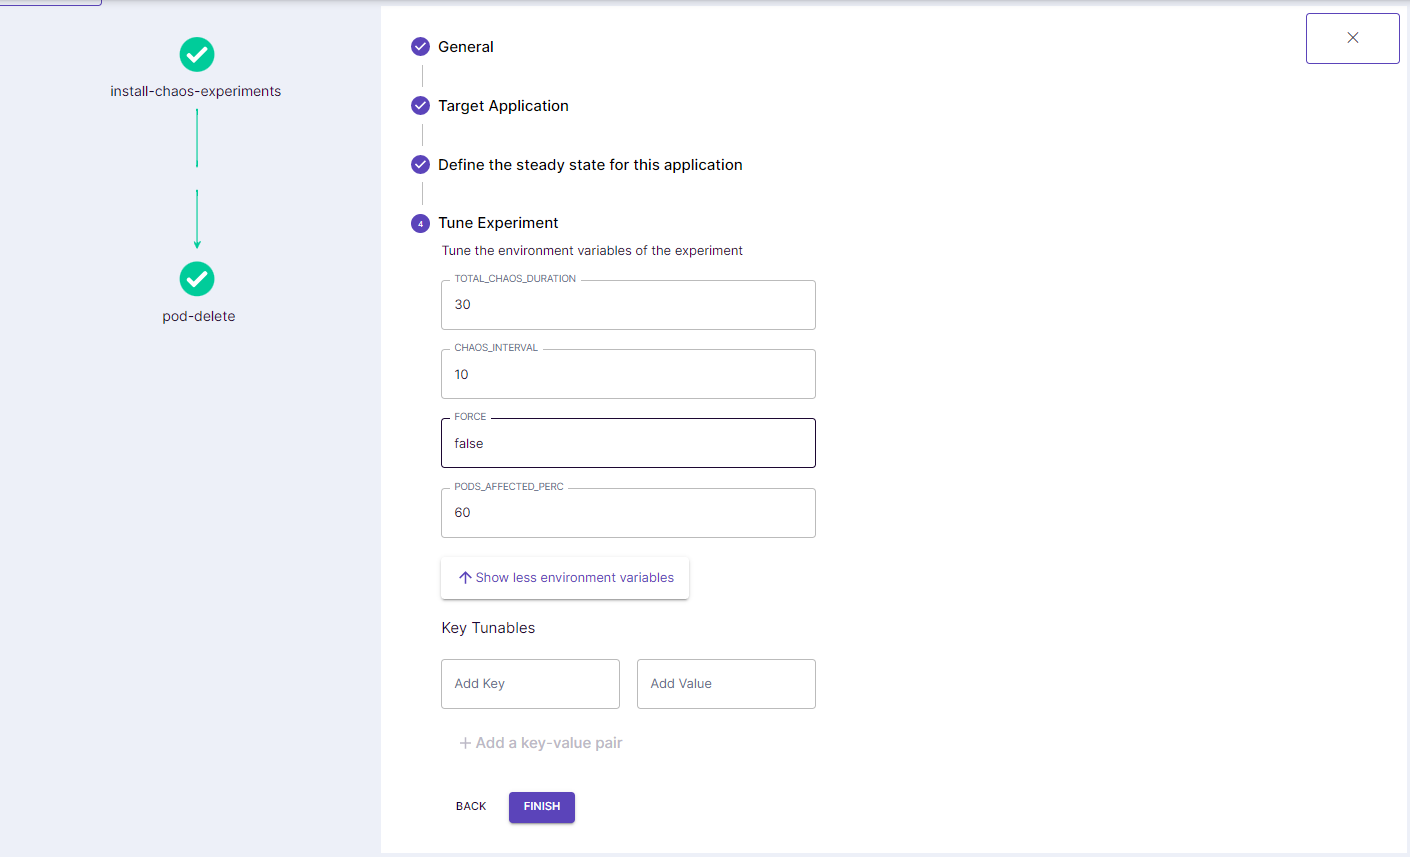 install-chaos-experiments
pod-delete
General
Target Application
Define the steady state for this application
4
Tune Experiment
Tune the environment variables of the experiment
TOTAL_CHAOS_DURATION
30
CHAOS_INTERVAL
10
FORCE
false
PODS_AFFECTED_PERC
60
Show less environment variables
Key Tunables
Add Key Add Value
+ Add a key-value pair
BACK FINISH